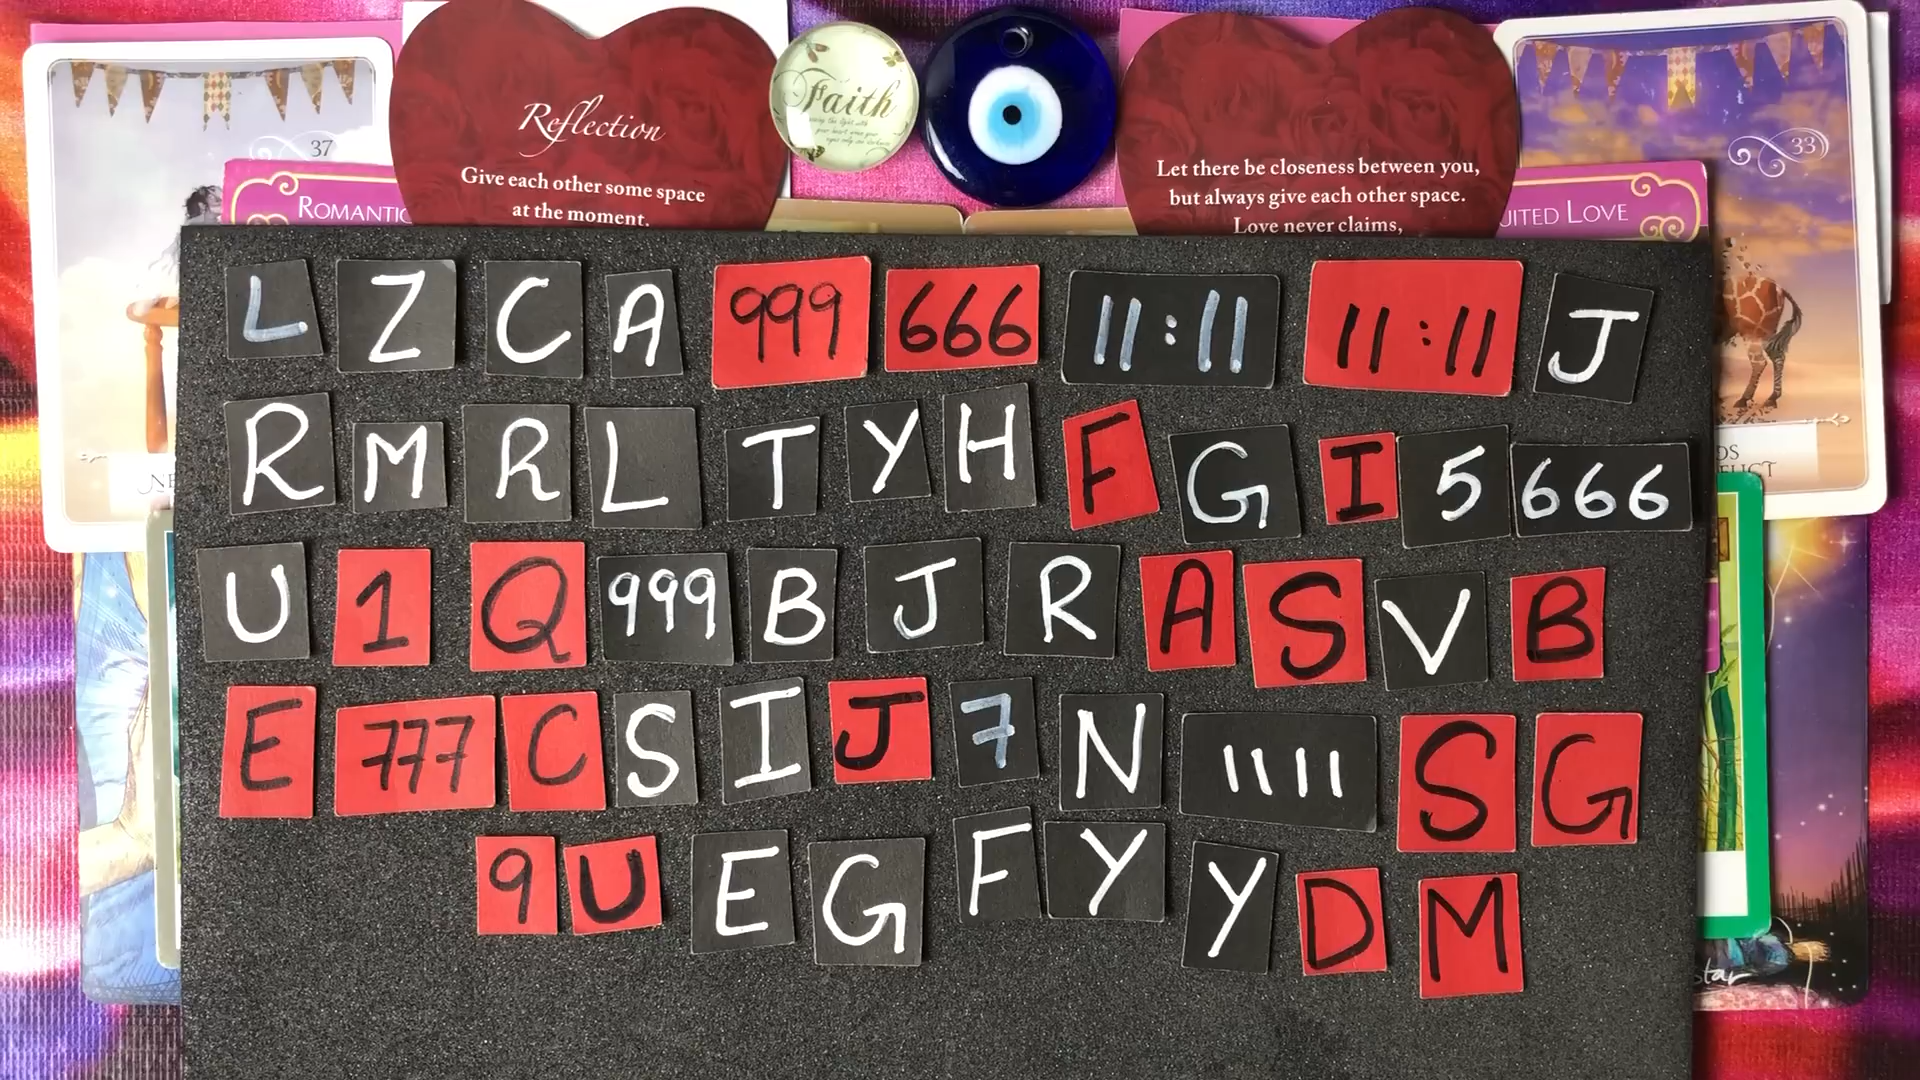 37
Reflection
Give each other some space
at the moment.
Faith
Let there be closeness between you,
but always give each other space.
Love never claims,
33
ROMANTIC
UITED LOVE
L Z C A 999 666 11:11 11:11 J
R M R L T Y H F G I 5 666
U 1 Q 999 B J R A S V B
E 777 C S I J 7 N 1111 S G
9 U E G F Y Y D M